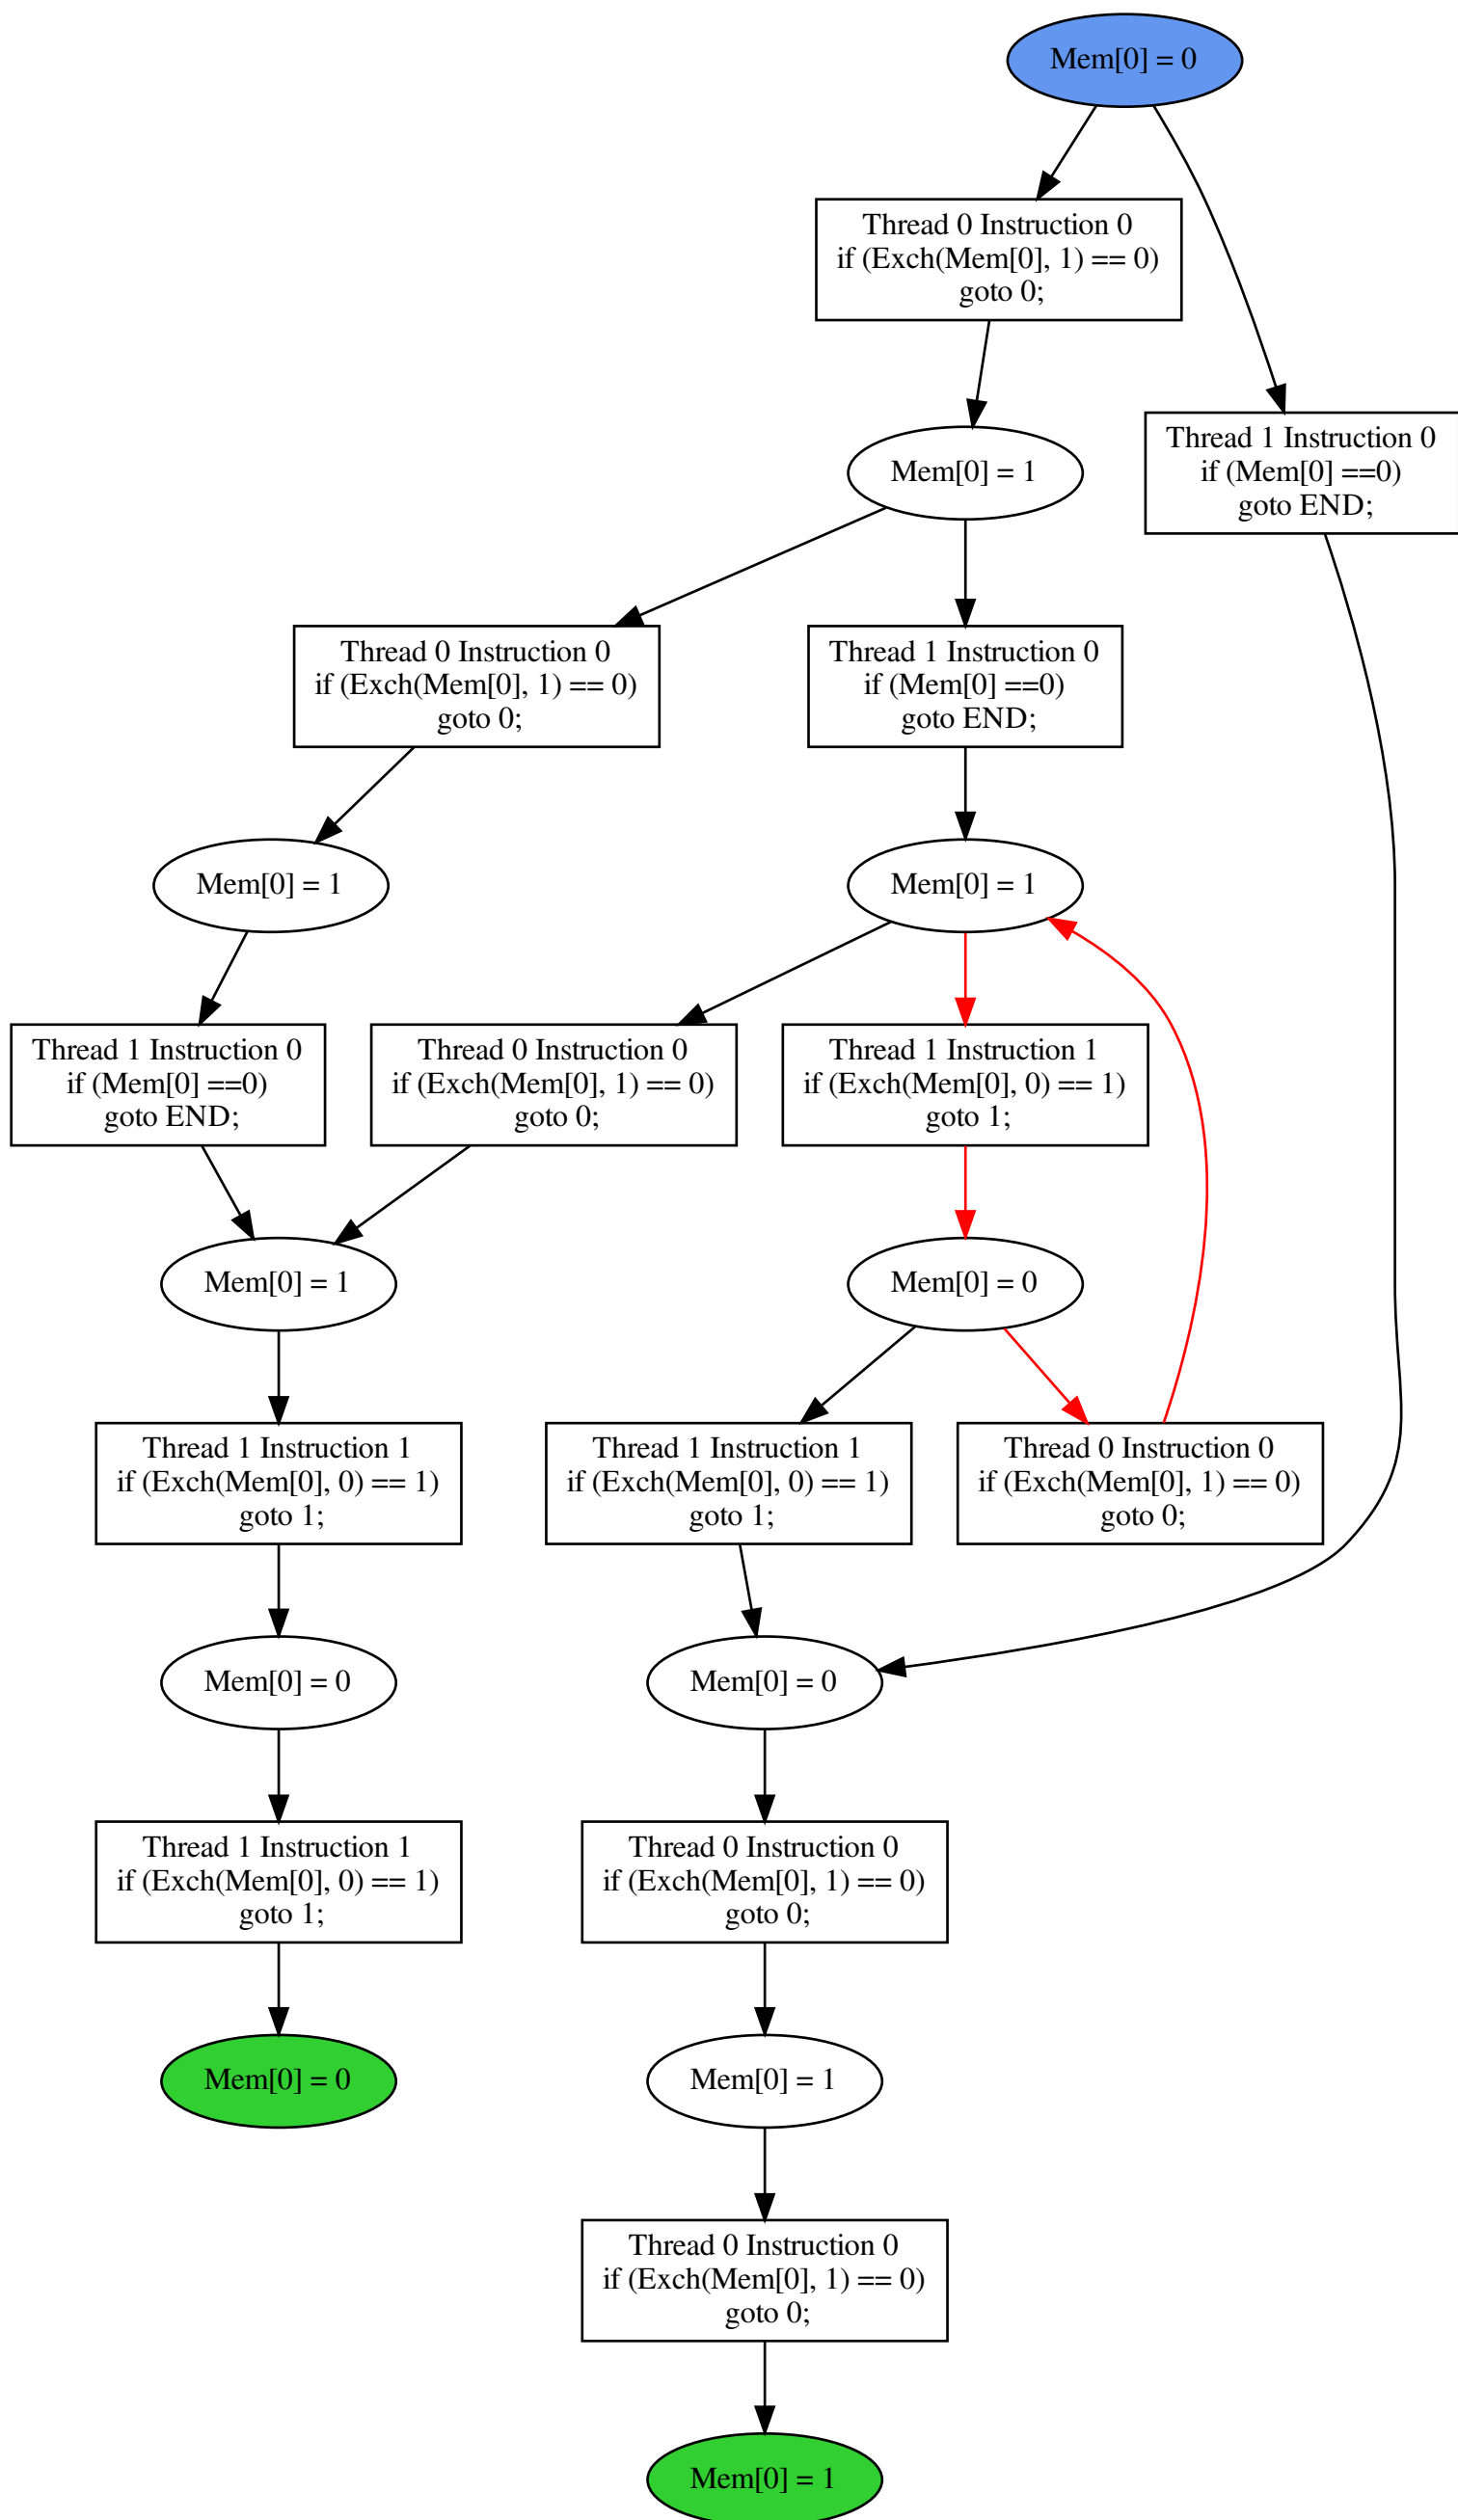 Mem[0] = 0
Thread 0 Instruction 0
if (Exch(Mem[0], 1) == 0)
goto 0;
Thread 1 Instruction 0
if (Mem[0] ==0)
goto END;
Mem[0] = 1
Thread 0 Instruction 0
if (Exch(Mem[0], 1) == 0)
goto 0;
Thread 1 Instruction 0
if (Mem[0] ==0)
goto END;
Mem[0] = 1
Mem[0] = 1
Thread 1 Instruction 0
if (Mem[0] ==0)
goto END;
Thread 0 Instruction 0
if (Exch(Mem[0], 1) == 0)
goto 0;
Thread 1 Instruction 1
if (Exch(Mem[0], 0) == 1)
goto 1;
Mem[0] = 1
Mem[0] = 0
Thread 1 Instruction 1
if (Exch(Mem[0], 0) == 1)
goto 1;
Thread 1 Instruction 1
if (Exch(Mem[0], 0) == 1)
goto 1;
Thread 0 Instruction 0
if (Exch(Mem[0], 1) == 0)
goto 0;
Mem[0] = 0
Mem[0] = 0
Thread 1 Instruction 1
if (Exch(Mem[0], 0) == 1)
goto 1;
Thread 0 Instruction 0
if (Exch(Mem[0], 1) == 0)
goto 0;
Mem[0] = 0
Mem[0] = 1
Thread 0 Instruction 0
if (Exch(Mem[0], 1) == 0)
goto 0;
Mem[0] = 1